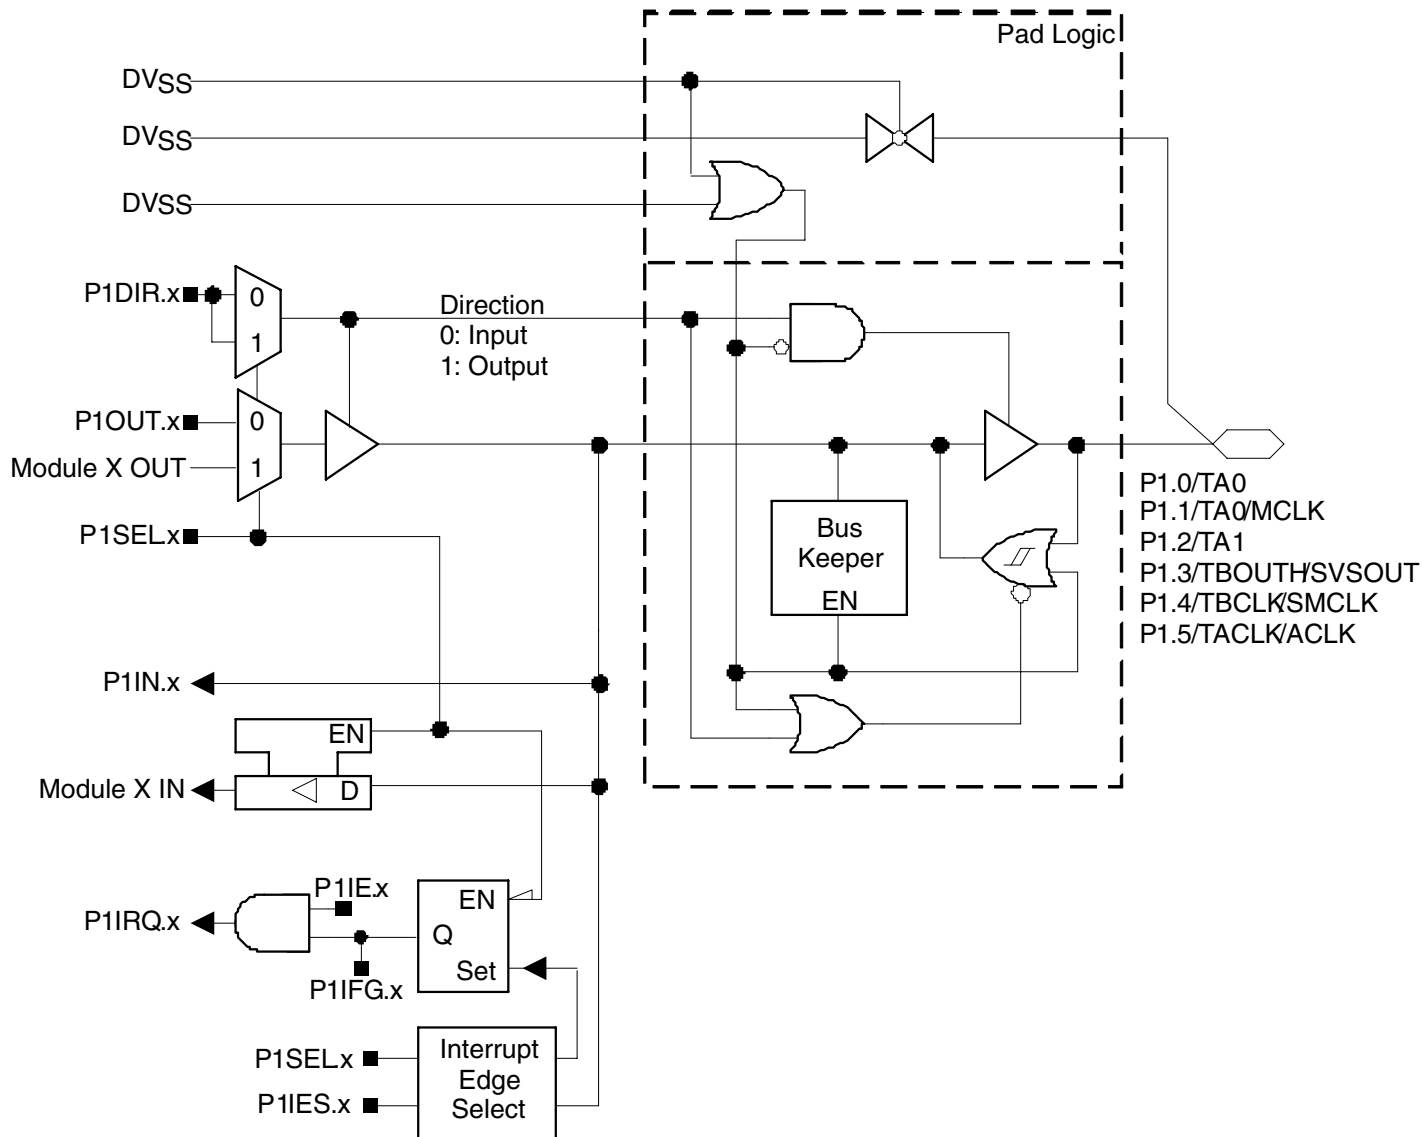 Pad Logic
DVSS
DVSS
DVSS
P1DIR.x
0
1
Direction
0: Input
1: Output
P1OUT.x
0
Module X OUT
1
P1SEL.x
P1.0/TA0
P1.1/TA0/MCLK
P1.2/TA1
P1.3/TBOUTH/SVSOUT
P1.4/TBCLK/SMCLK
P1.5/TACLK/ACLK
Bus
Keeper
EN
P1IN.x
EN
Module X IN
D
P1IE.x
P1IRQ.x
EN
Q
Set
P1IFG.x
P1SEL.x
P1IES.x
Interrupt
Edge
Select